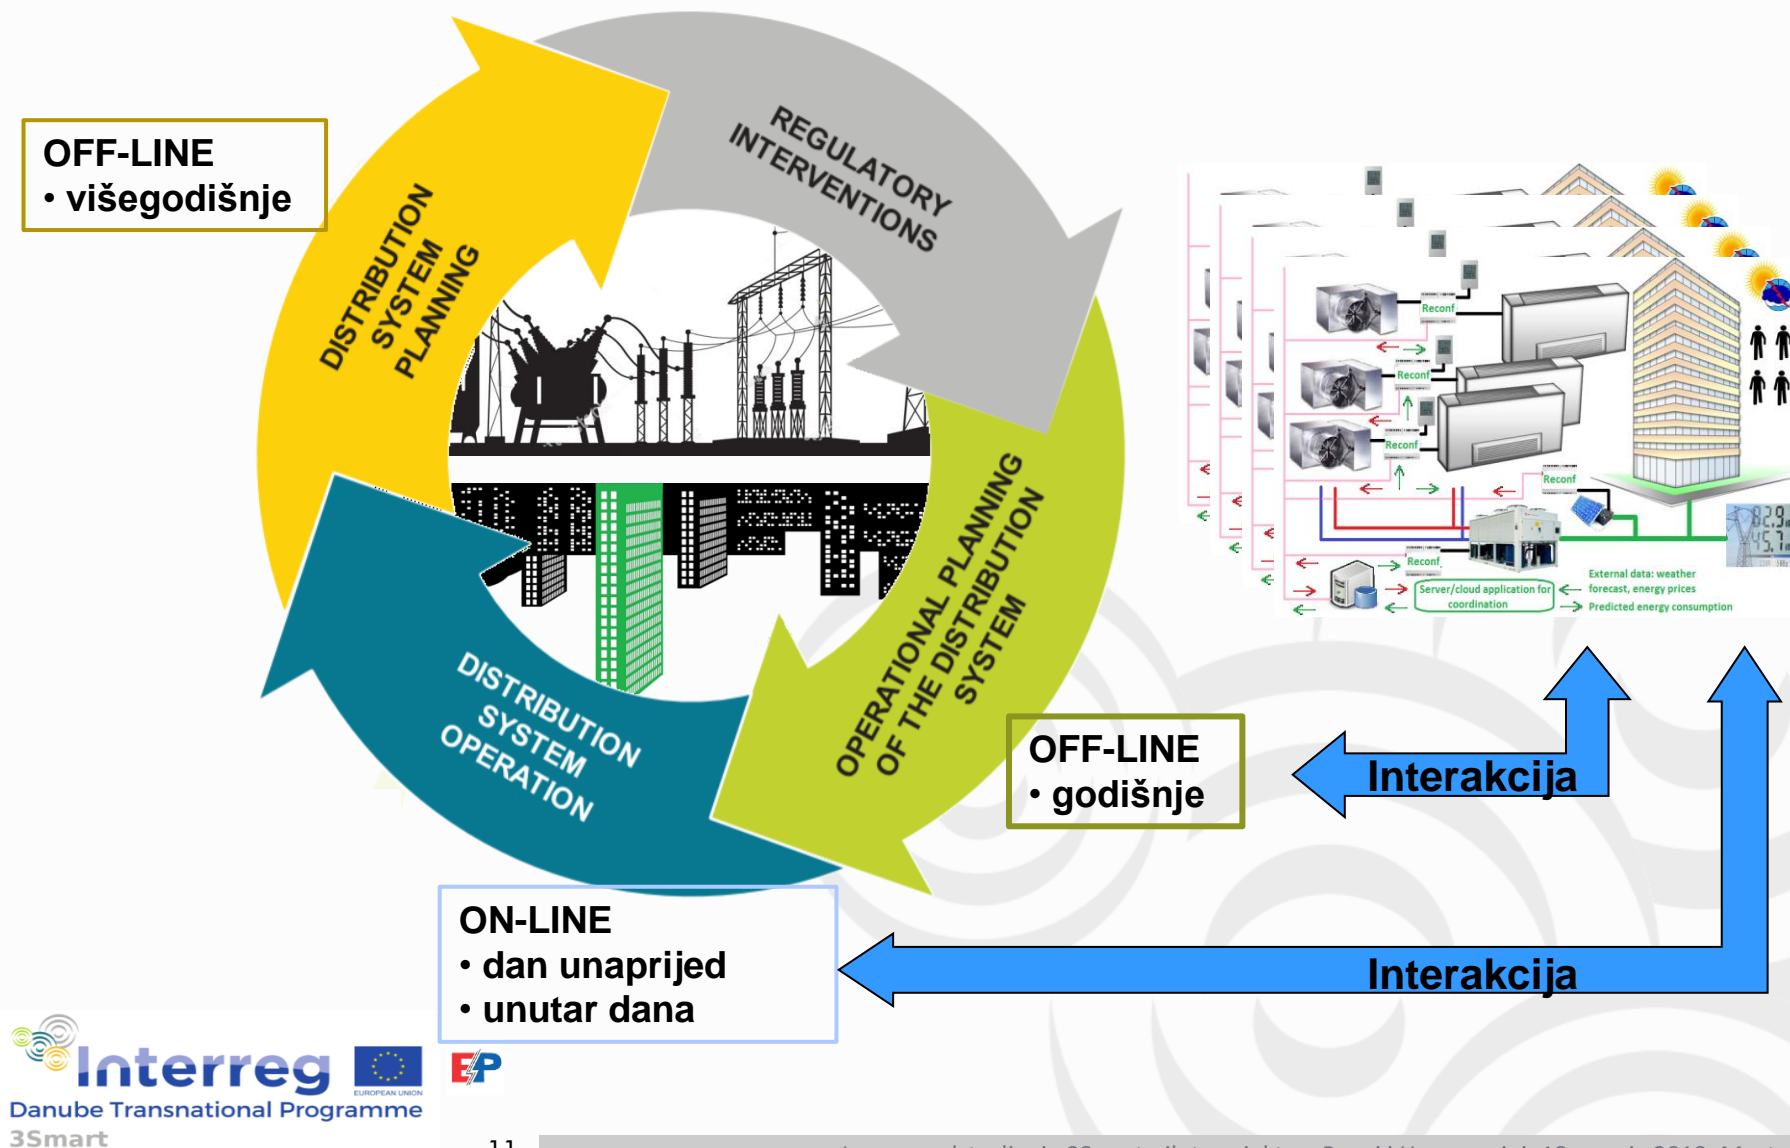 OFF-LINE
• višegodišnje
DISTRIBUTION
SYSTEM
PLANNING
REGULATORY
INTERVENTIONS
OPERATIONAL PLANNING
OF THE DISTRIBUTION
SYSTEM
DISTRIBUTION
SYSTEM
OPERATION
Reconf
Reconf
Reconf
Reconf
Reconf
Server/cloud application for
coordination
External data: weather
forecast, energy prices
Predicted energy consumption
OFF-LINE
• godišnje
Interakcija
ON-LINE
• dan unaprijed
• unutar dana
Interakcija
Interreg
EUROPEAN UNION
Danube Transnational Programme
3Smart
EP
11